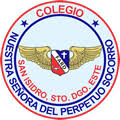 COLEGIO
NUESTRA SEÑORA DEL PERPETUO SOCORRO
SAN ISIDRO, STO. DGO. ESTE